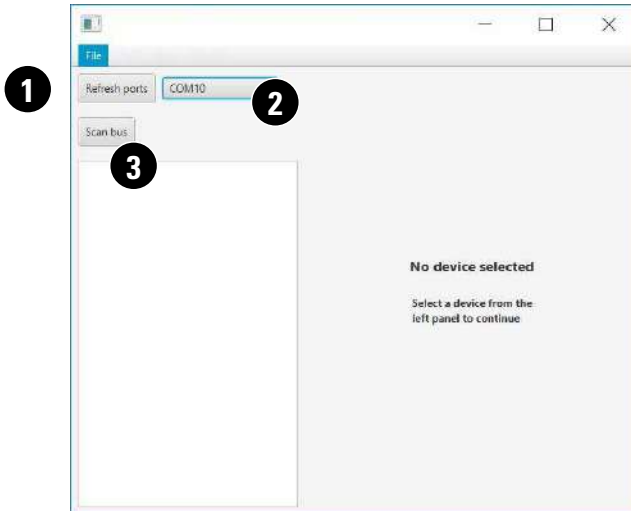 File
1 Refresh ports COM10 2
Scan bus
3
No device selected
Select a device from the
left panel to continue